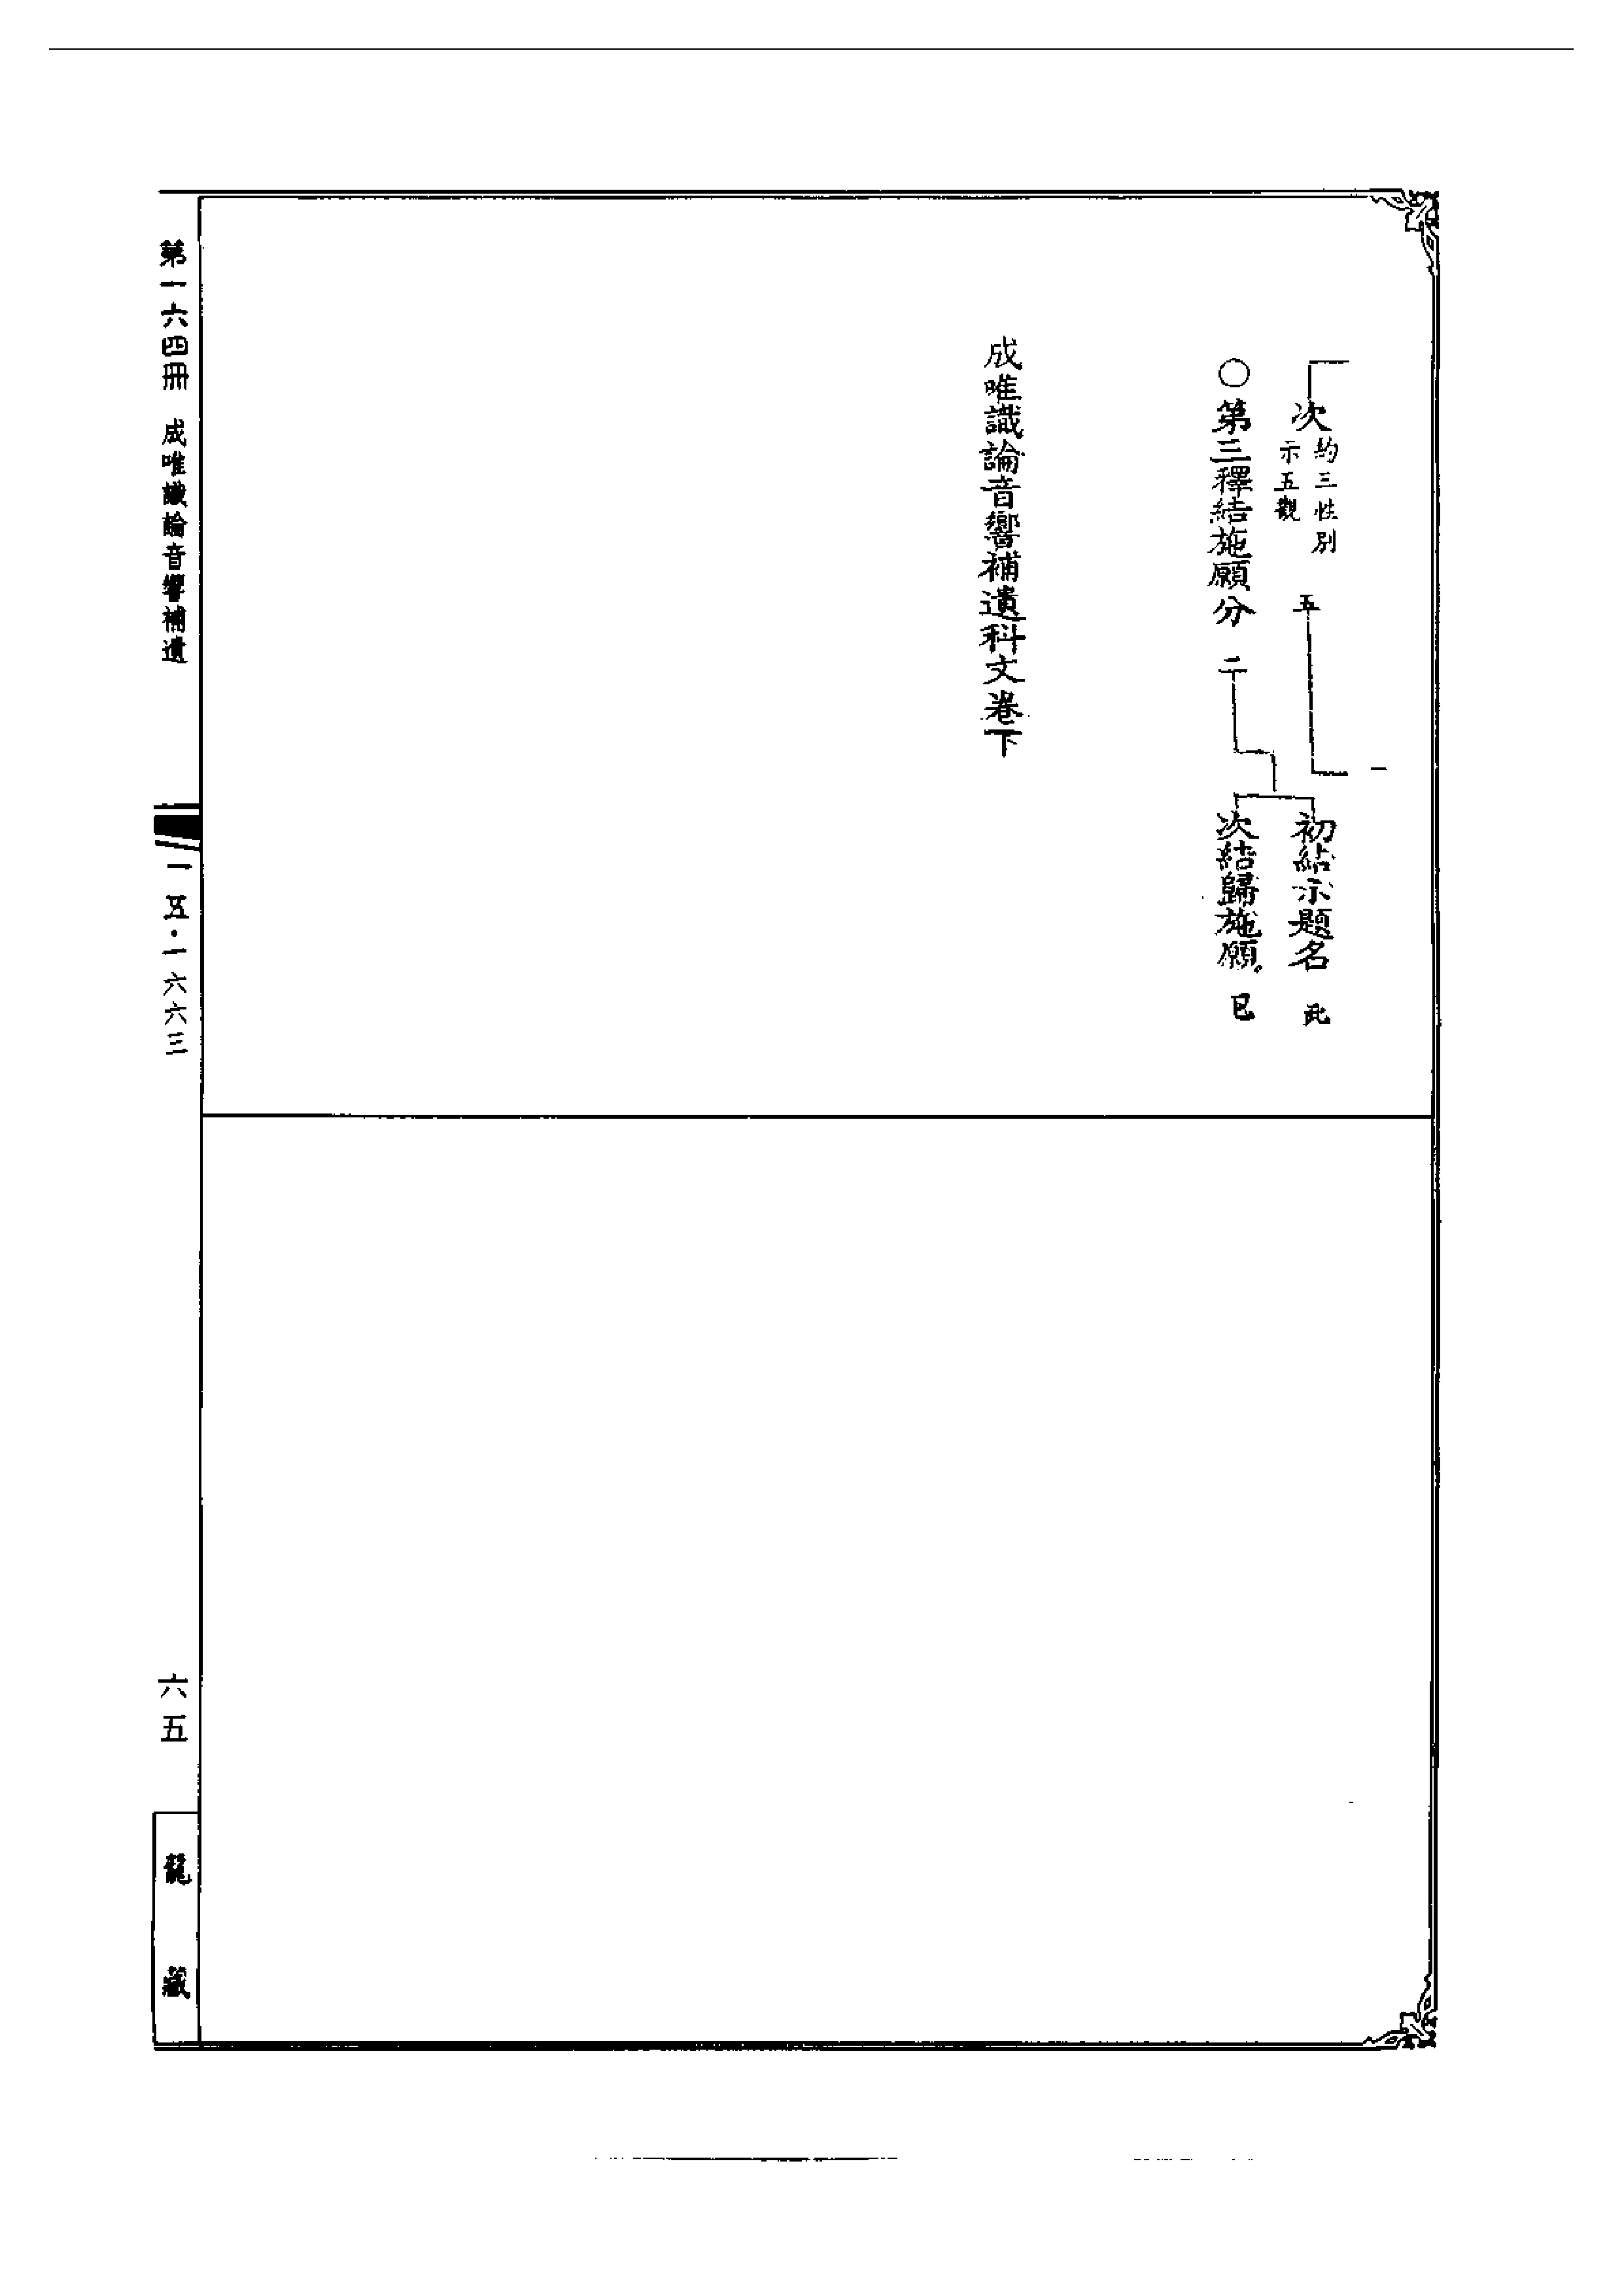 次約三性別示五觀 五
初結示題名 此
○第三釋結施願分 二
次結歸施願。 已
成唯識論音響補遺科文卷下
第一六四冊 成唯識論音響補遺
一五·一六六三
六五
龍藏